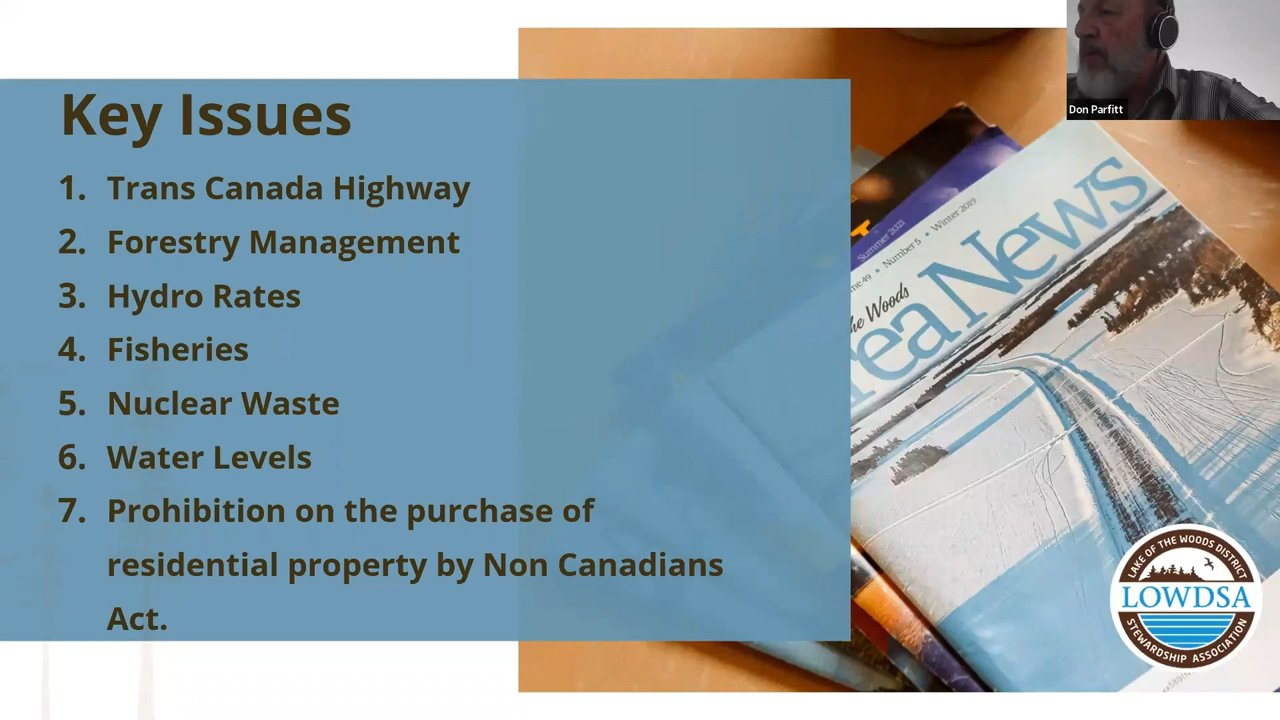 Key Issues
1. Trans Canada Highway
2. Forestry Management
3. Hydro Rates
4. Fisheries
5. Nuclear Waste
6. Water Levels
7. Prohibition on the purchase of
residential property by Non Canadians
Act.
Don Parfitt
Summer 2021
Number 5 • Winter 2019
the Woods
rea News
LAKE OF THE WOODS DISTRICT
LOWDSA
STEWARDSHIP ASSOCIATION